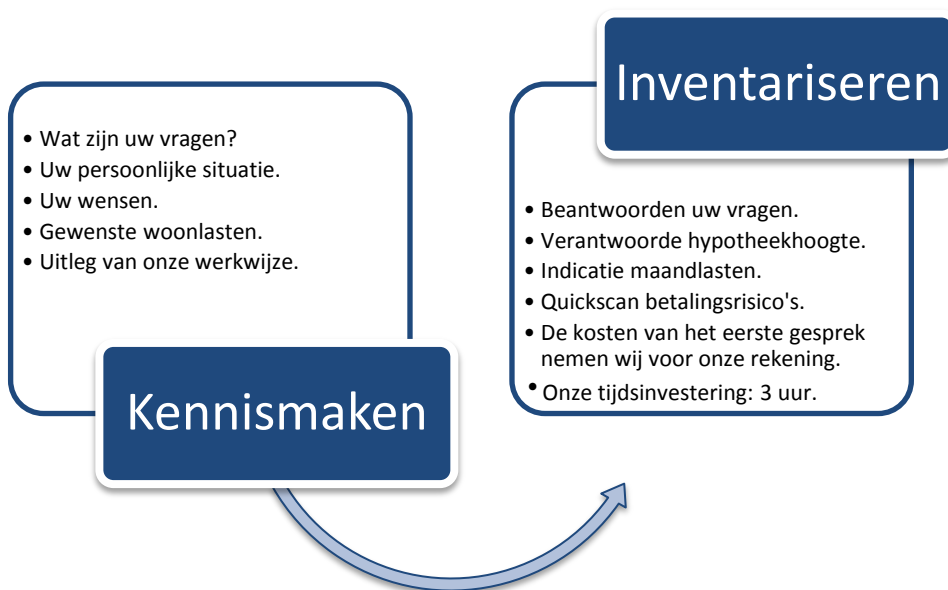 • Wat zijn uw vragen?
• Uw persoonlijke situatie.
• Uw wensen.
• Gewenste woonlasten.
• Uitleg van onze werkwijze.
Kennismaken
Inventariseren
• Beantwoorden uw vragen.
• Verantwoorde hypotheekhoogte.
• Indicatie maandlasten.
• Quickscan betalingsrisico's.
• De kosten van het eerste gesprek
nemen wij voor onze rekening.
• Onze tijdsinvestering: 3 uur.